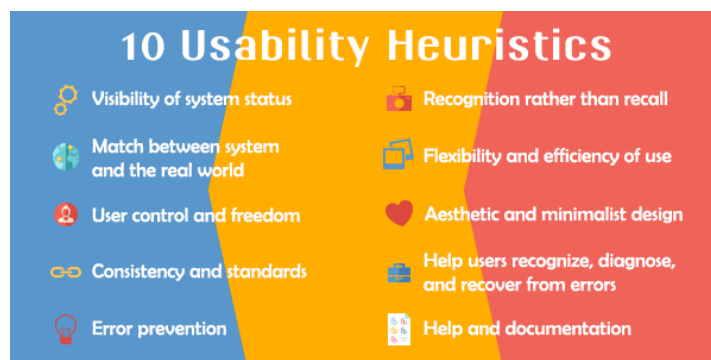 10 Usability Heuristics
Visibility of system status
Match between system
and the real world
User control and freedom
Consistency and standards
Error prevention
Recognition rather than recall
Flexibility and efficiency of use
Aesthetic and minimalist design
Help users recognize, diagnose,
and recover from errors
Help and documentation